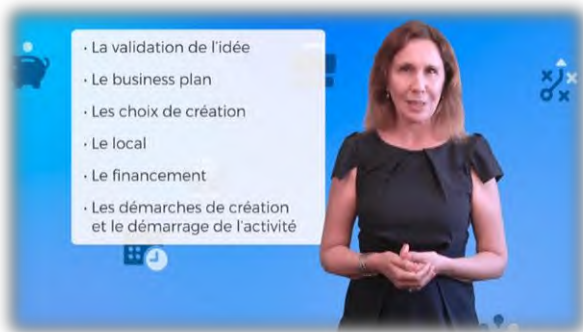 · La validation de l'idée
· Le business plan
· Les choix de création
· Le local
· Le financement
· Les démarches de création
et le démarrage de l'activité